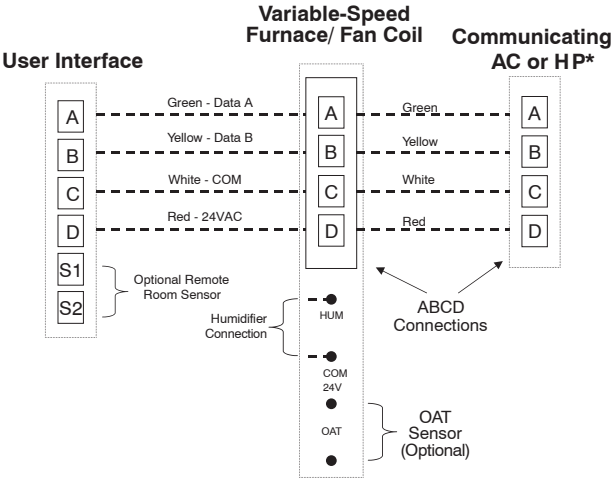 Variable-Speed
Furnace/ Fan Coil
Communicating
AC or HP*
User Interface
Green - Data A
Green
A
A
A
Yellow - Data B
Yellow
B
B
B
White - COM
White
C
C
C
Red - 24VAC
Red
D
D
D
S1
S2
Optional Remote
Room Sensor
Humidifier
Connection
HUM
COM
24V
OAT
ABCD
Connections
OAT
Sensor
(Optional)